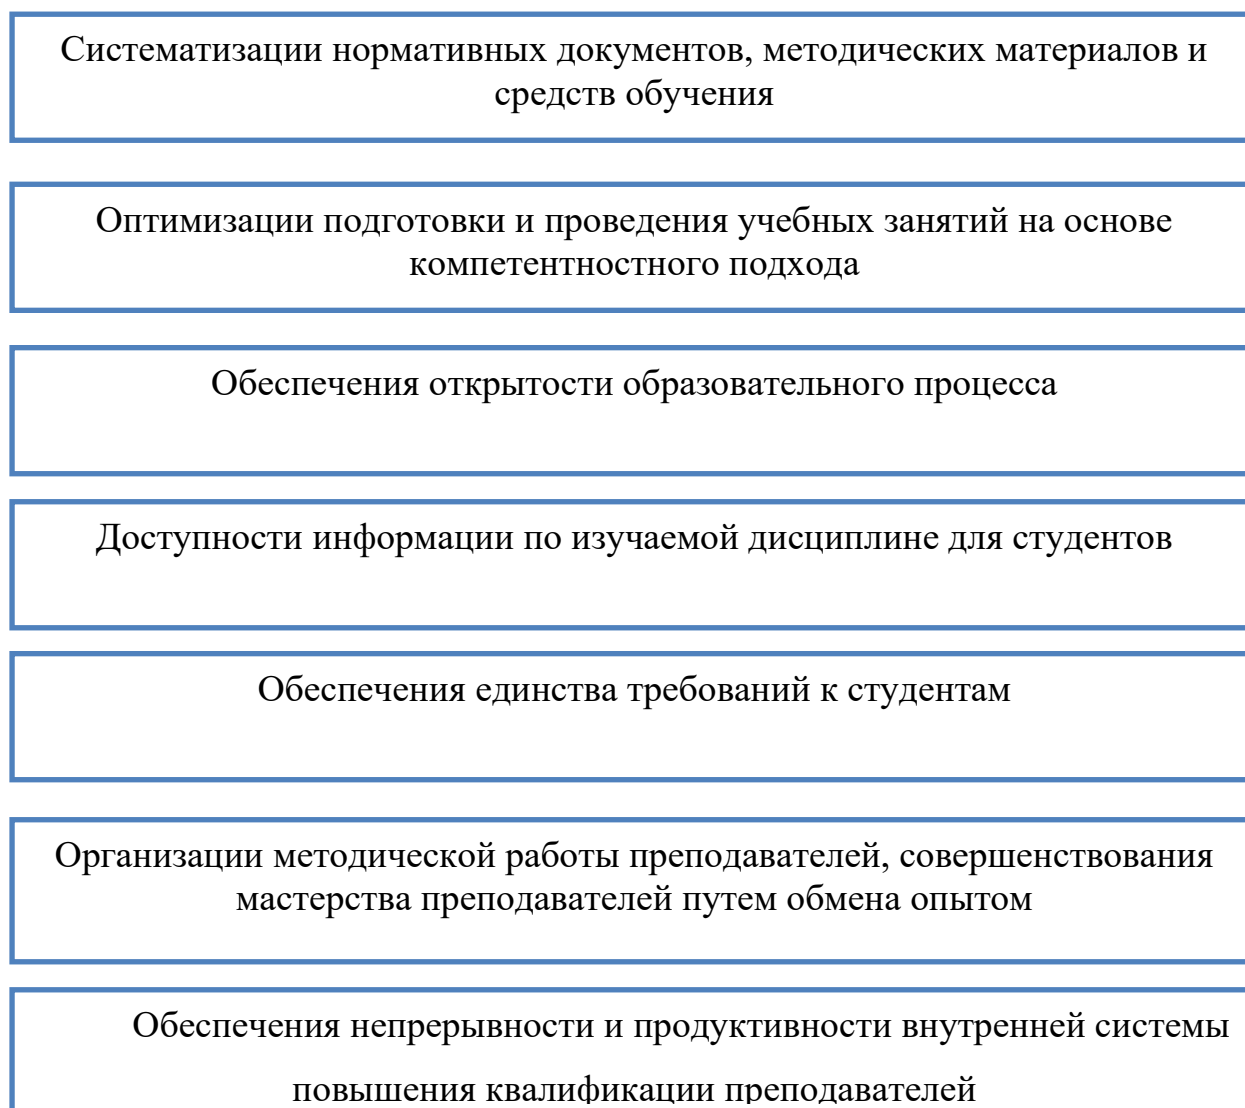 Систематизации нормативных документов, методических материалов и
средств обучения
Оптимизации подготовки и проведения учебных занятий на основе
компетентностного подхода
Обеспечения открытости образовательного процесса
Доступности информации по изучаемой дисциплине для студентов
Обеспечения единства требований к студентам
Организации методической работы преподавателей, совершенствования
мастерства преподавателей путем обмена опытом
Обеспечения непрерывности и продуктивности внутренней системы
повышения квалификации преподавателей